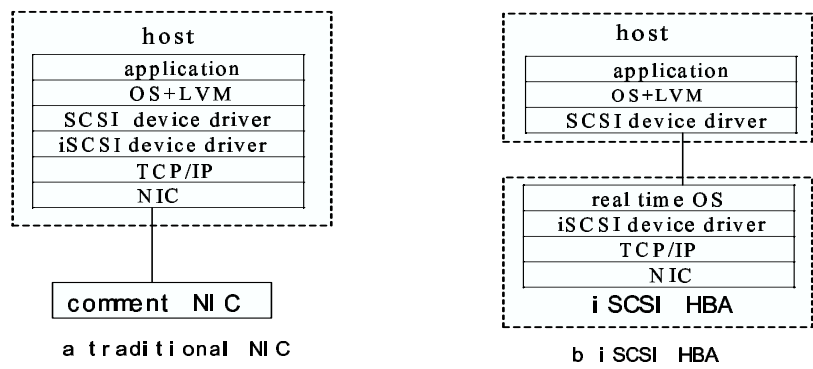 host
application
OS+LVM
SCSI device driver
iSCSI device driver
TCP/IP
NIC
comment NIC
a traditional NIC
host
application
OS+LVM
SCSI device dirver
real time OS
iSCSI device driver
TCP/IP
NIC
iSCSI HBA
b iSCSI HBA